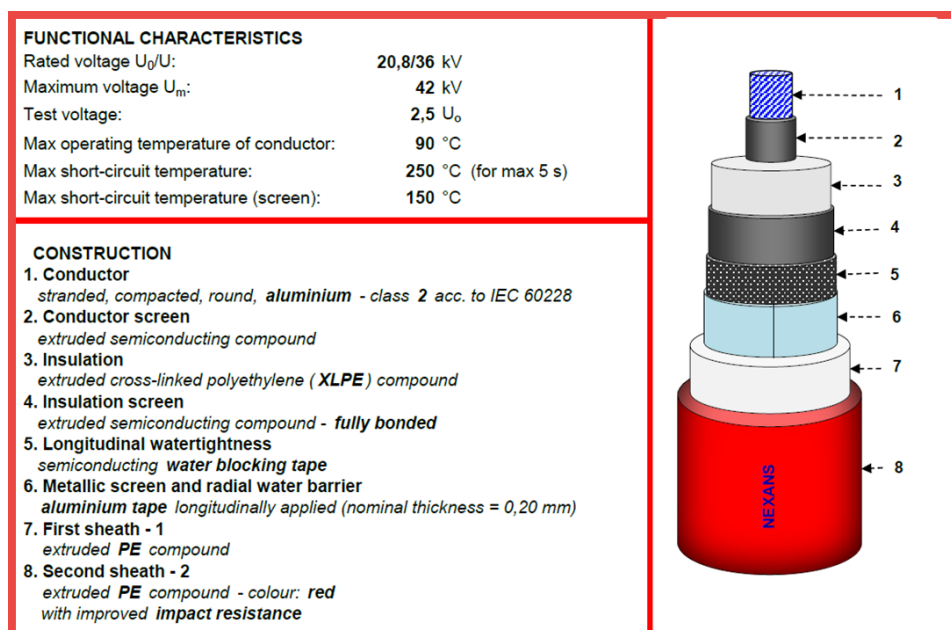 FUNCTIONAL CHARACTERISTICS
Rated voltage U₀/U: 20,8/36 kV
Maximum voltage Uₘ: 42 kV
Test voltage: 2,5 Uₒ
Max operating temperature of conductor: 90 °C
Max short-circuit temperature: 250 °C (for max 5 s)
Max short-circuit temperature (screen): 150 °C
CONSTRUCTION
1. Conductor
stranded, compacted, round, aluminium - class 2 acc. to IEC 60228
2. Conductor screen
extruded semiconducting compound
3. Insulation
extruded cross-linked polyethylene (XLPE) compound
4. Insulation screen
extruded semiconducting compound - fully bonded
5. Longitudinal watertightness
semiconducting water blocking tape
6. Metallic screen and radial water barrier
aluminium tape longitudinally applied (nominal thickness = 0,20 mm)
7. First sheath - 1
extruded PE compound
8. Second sheath - 2
extruded PE compound - colour: red
with improved impact resistance
1
2
3
4
5
6
7
8
NEXANS